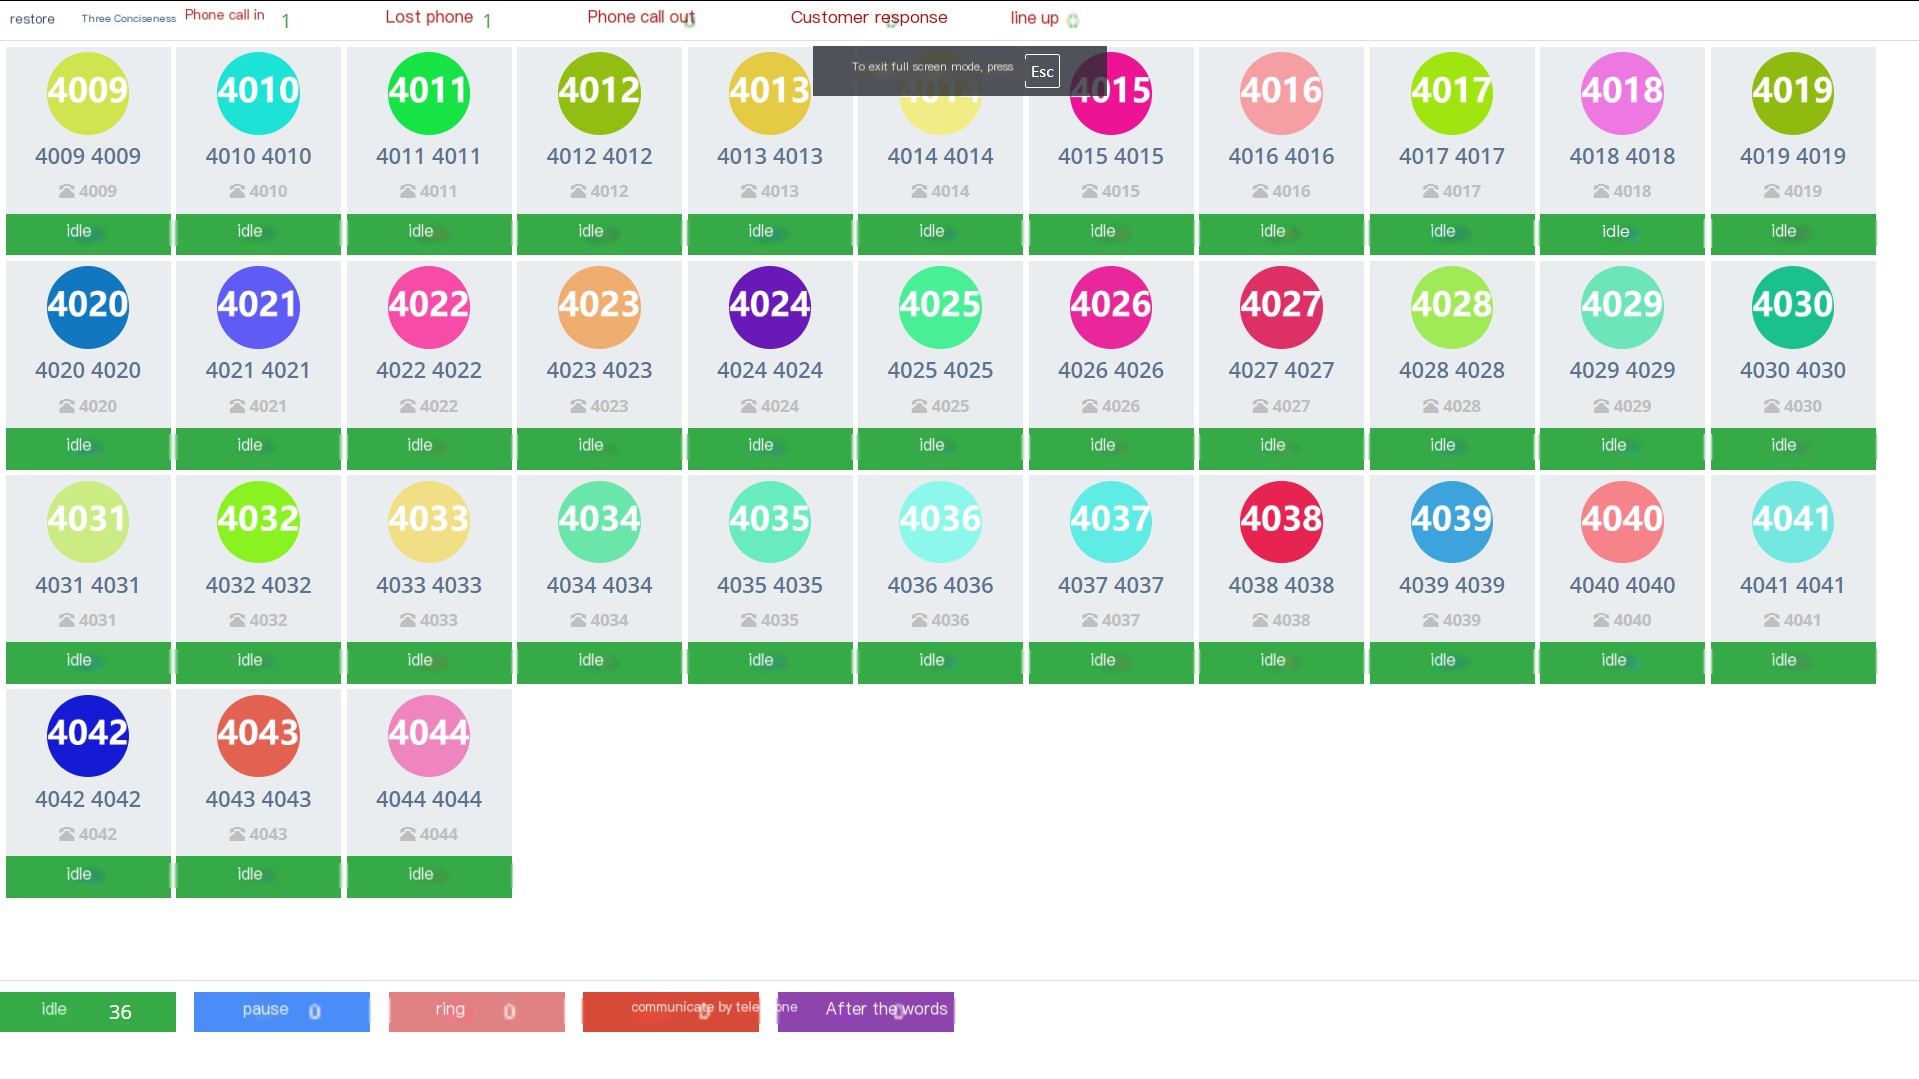 restore Three Conciseness Phone call in 1 Lost phone 1 Phone call out 0 Customer response 0 line up 0
To exit full screen mode, press Esc
4009 4010 4011 4012 4013 4014 4015 4016 4017 4018 4019
4009 4009 4010 4010 4011 4011 4012 4012 4013 4013 4014 4014 4015 4015 4016 4016 4017 4017 4018 4018 4019 4019
4009 4010 4011 4012 4013 4014 4015 4016 4017 4018 4019
idle idle idle idle idle idle idle idle idle idle idle
4020 4021 4022 4023 4024 4025 4026 4027 4028 4029 4030
4020 4020 4021 4021 4022 4022 4023 4023 4024 4024 4025 4025 4026 4026 4027 4027 4028 4028 4029 4029 4030 4030
4020 4021 4022 4023 4024 4025 4026 4027 4028 4029 4030
idle idle idle idle idle idle idle idle idle idle idle
4031 4032 4033 4034 4035 4036 4037 4038 4039 4040 4041
4031 4031 4032 4032 4033 4033 4034 4034 4035 4035 4036 4036 4037 4037 4038 4038 4039 4039 4040 4040 4041 4041
4031 4032 4033 4034 4035 4036 4037 4038 4039 4040 4041
idle idle idle idle idle idle idle idle idle idle idle
4042 4043 4044
4042 4042 4043 4043 4044 4044
4042 4043 4044
idle idle idle
idle 36 pause 0 ring 0 communicate by telephone 0 After the words 0